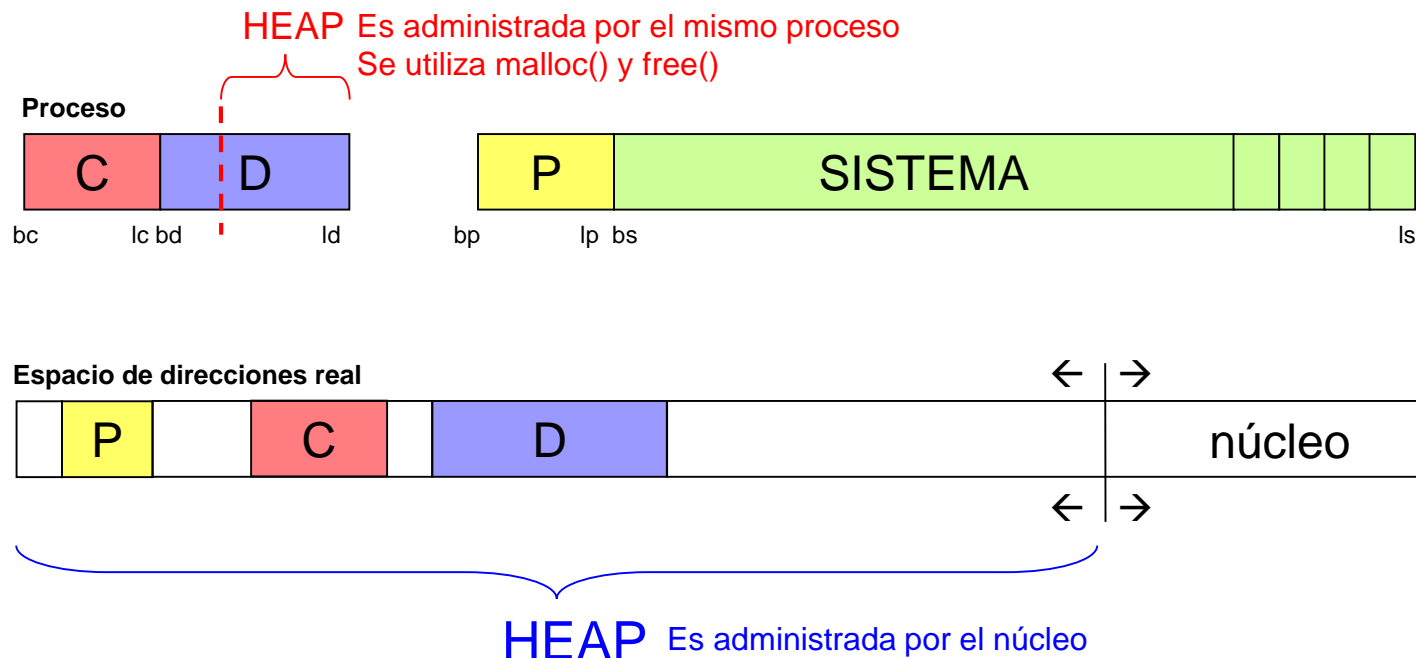 HEAP Es administrada por el mismo proceso
Se utiliza malloc() y free()
Proceso
C D P SISTEMA
bc lc bd ld bp lp bs ls
Espacio de direcciones real
← →
P C D núcleo
← →
HEAP Es administrada por el núcleo